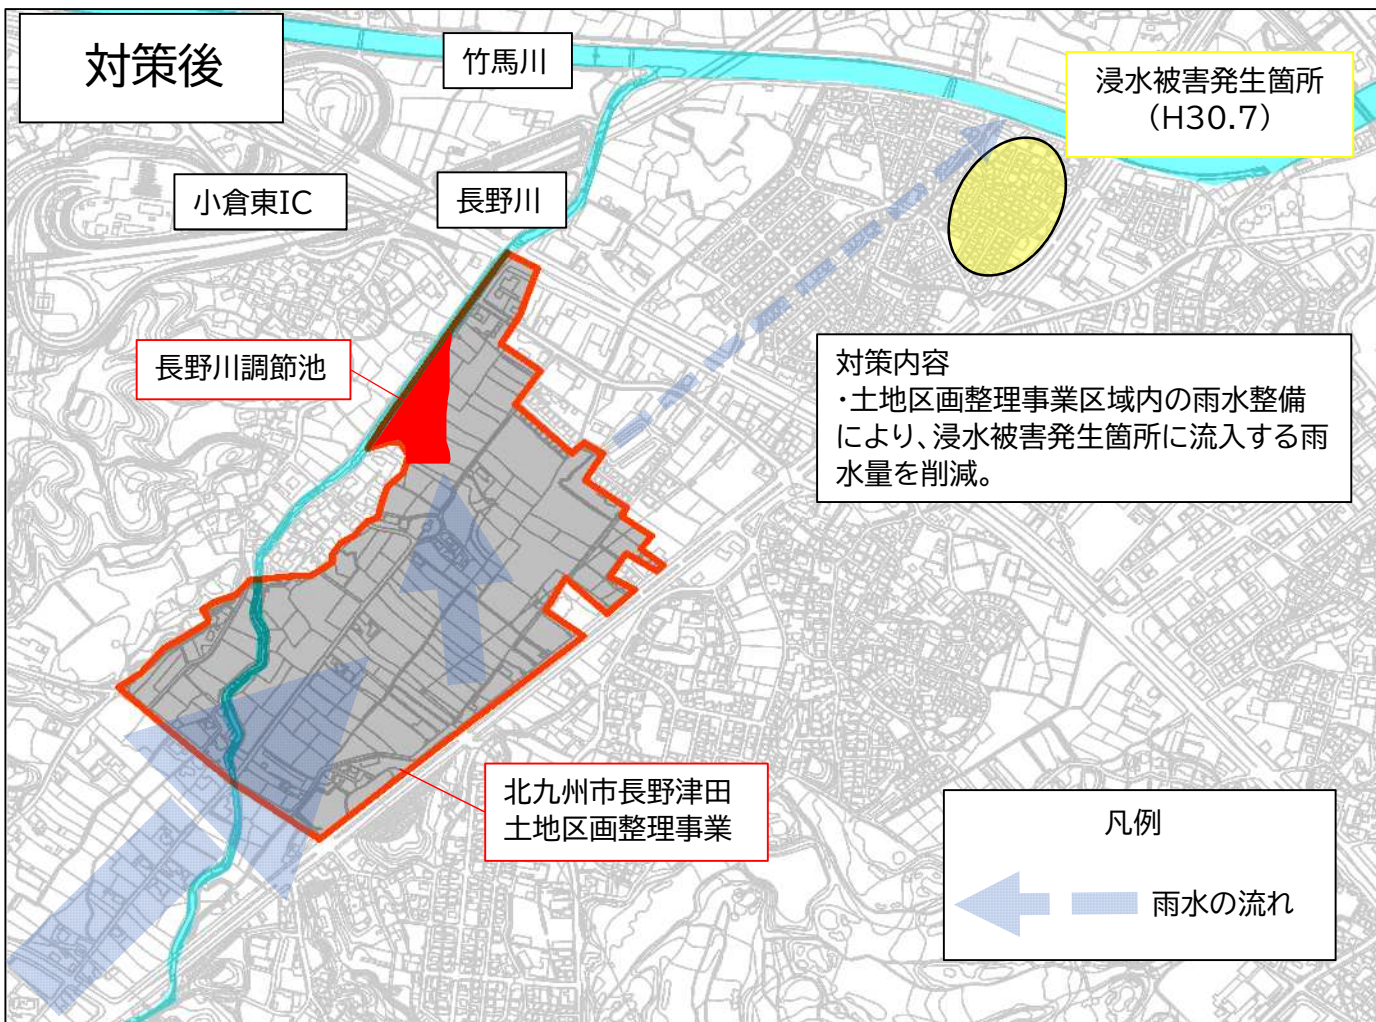 対策後
竹馬川
浸水被害発生箇所
（H30.7）
小倉東IC
長野川
長野川調節池
対策内容
・土地区画整理事業区域内の雨水整備
により、浸水被害発生箇所に流入する雨
水量を削減。
北九州市長野津田
土地区画整理事業
凡例
雨水の流れ